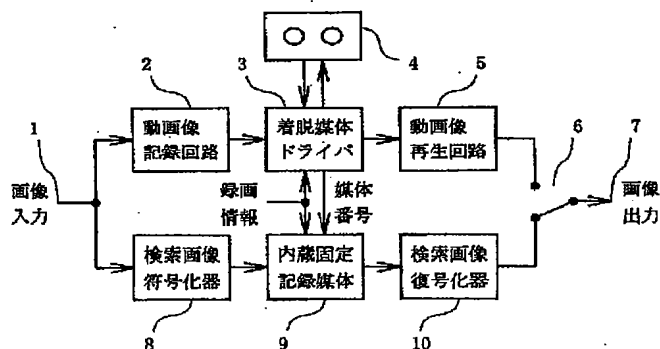 4
2
3
5
1
動画像
記録回路
着脱媒体
ドライバ
動画像
再生回路
6
7
画像
入力
録画
情報
媒体
番号
画像
出力
検索画像
符号化器
内蔵固定
記録媒体
検索画像
復号化器
8
9
10